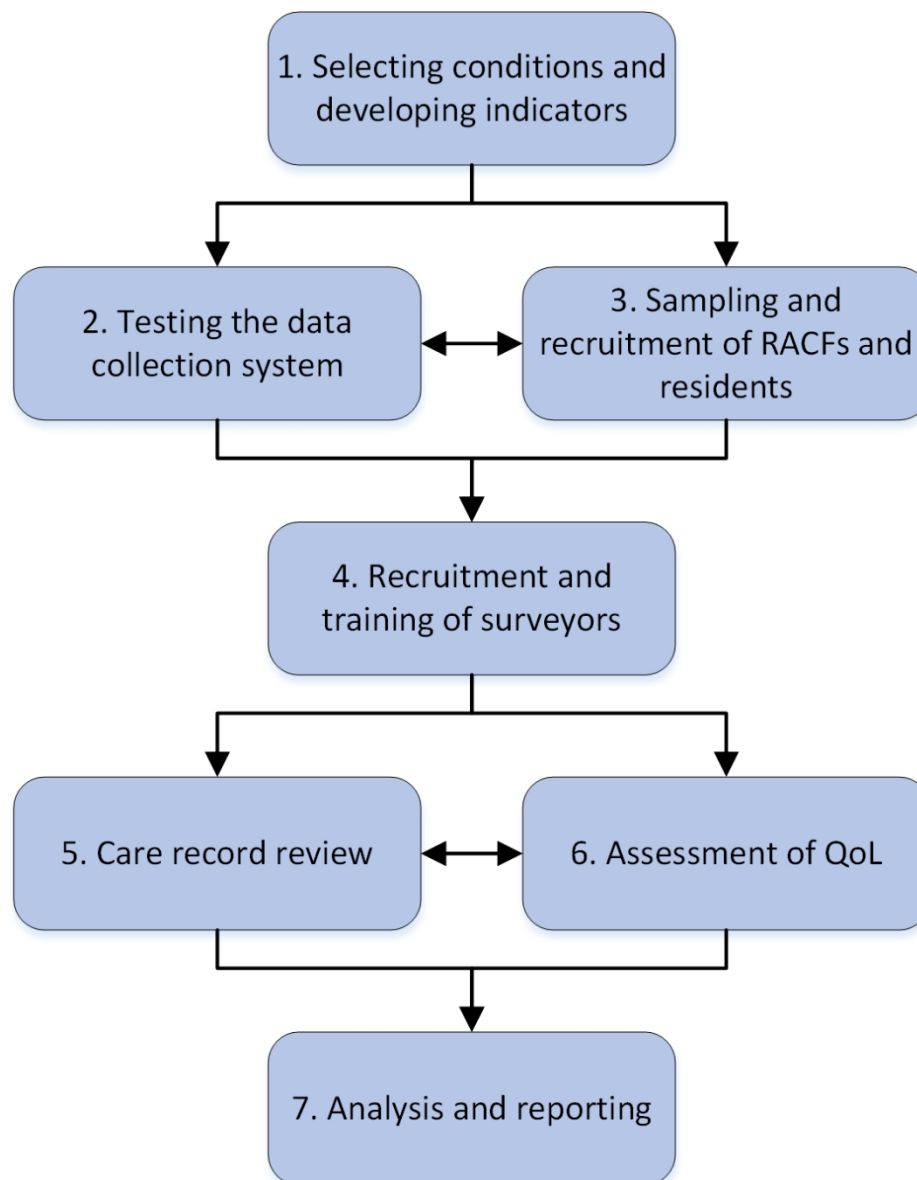 1. Selecting conditions and
developing indicators
2. Testing the data
collection system
3. Sampling and
recruitment of RACFs and
residents
4. Recruitment and
training of surveyors
5. Care record review
6. Assessment of QoL
7. Analysis and reporting